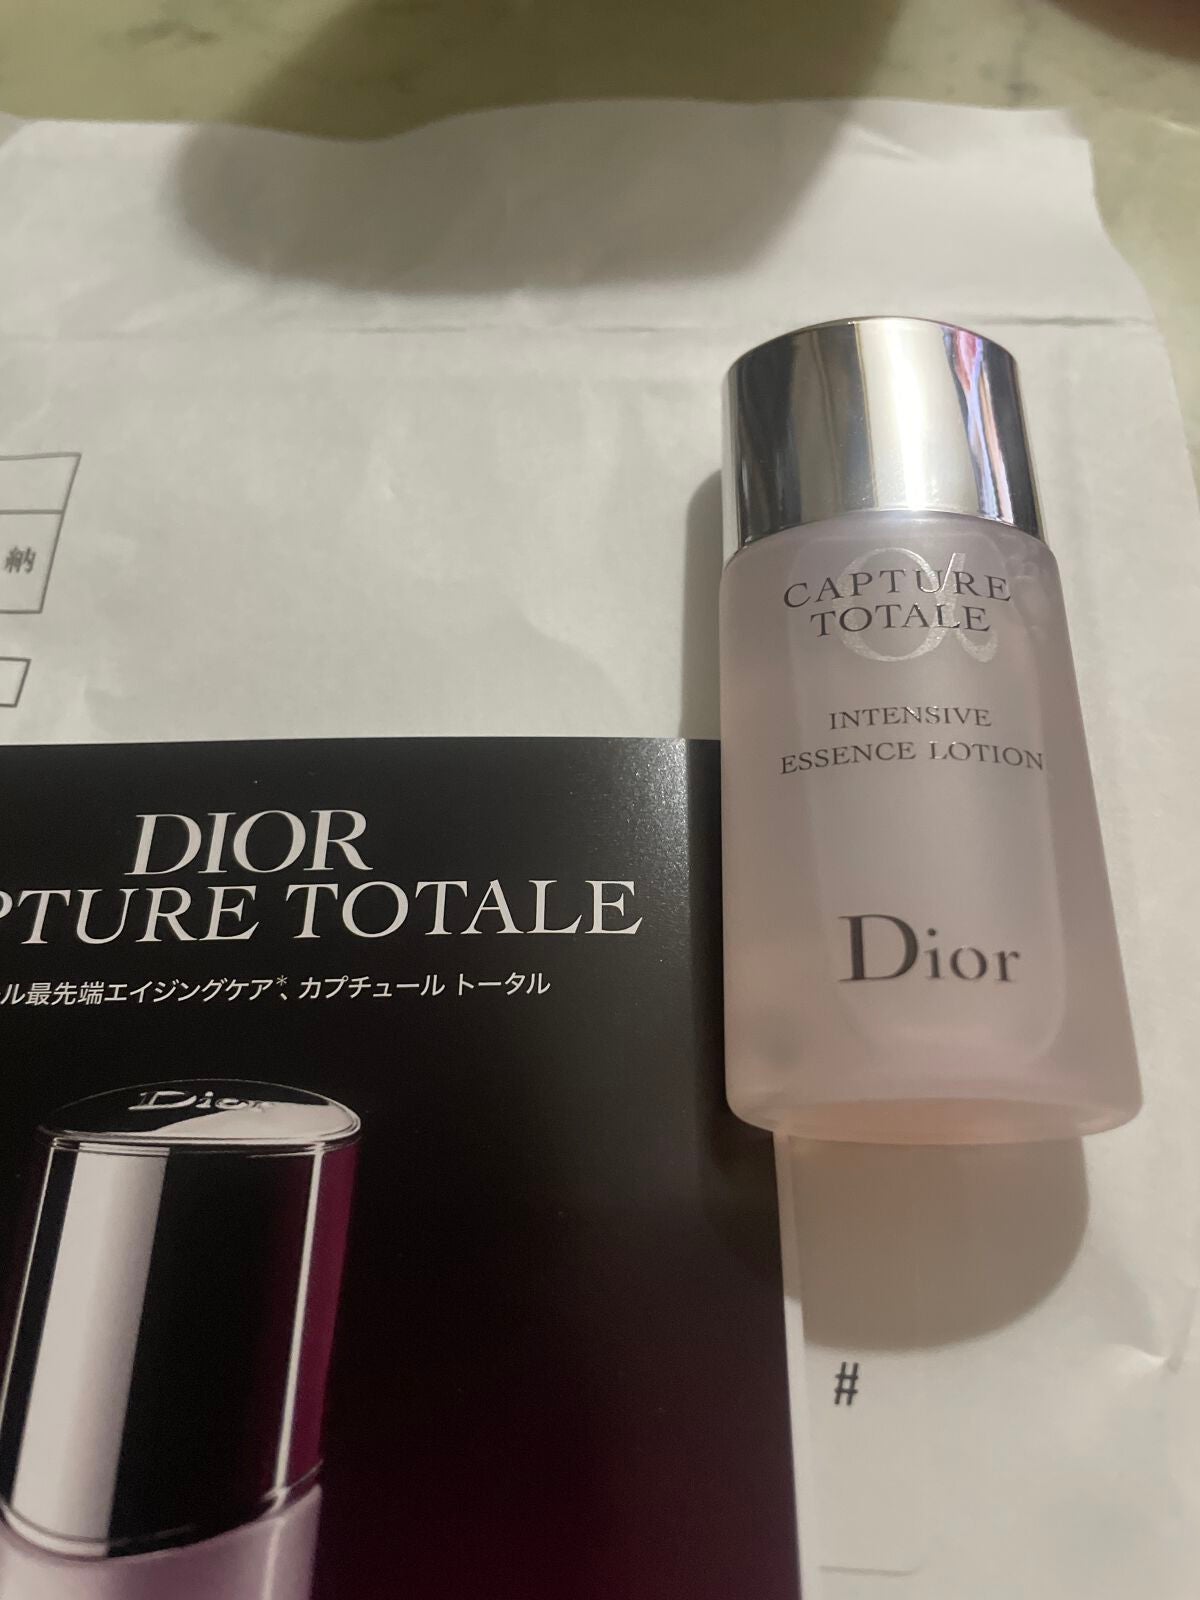 納
CAPTURE
TOTALE
α
INTENSIVE
ESSENCE LOTION
Dior
DIOR
PTURE TOTALE
ル最先端エイジングケア*、カプチュール トータル
Dior
#